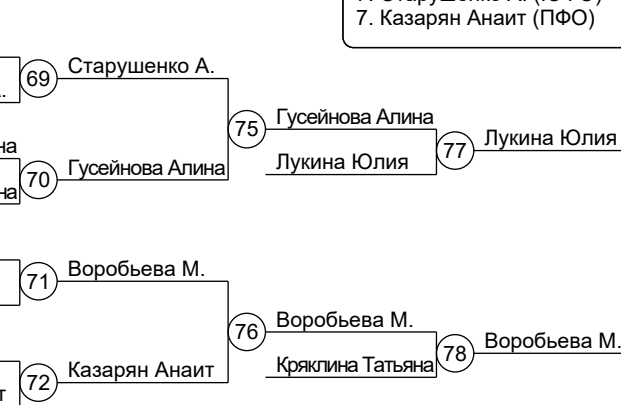 7. Казарян Анаит (ПФО)
69 Старушенко А.
75 Гусейнова Алина
77 Лукина Юлия
Лукина Юлия
70 Гусейнова Алина
71 Воробьева М.
76 Воробьева М.
78 Воробьева М.
Кряклина Татьяна
72 Казарян Анаит